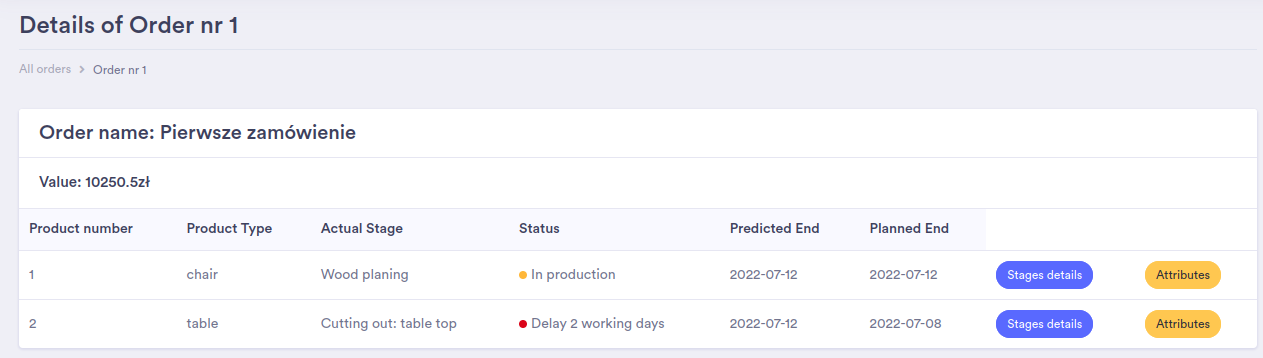 Details of Order nr 1
All orders > Order nr 1
Order name: Pierwsze zamówienie
Value: 10250.5zł
Product number Product Type Actual Stage Status Predicted End Planned End
1 chair Wood planing In production 2022-07-12 2022-07-12 Stages details Attributes
2 table Cutting out: table top Delay 2 working days 2022-07-12 2022-07-08 Stages details Attributes